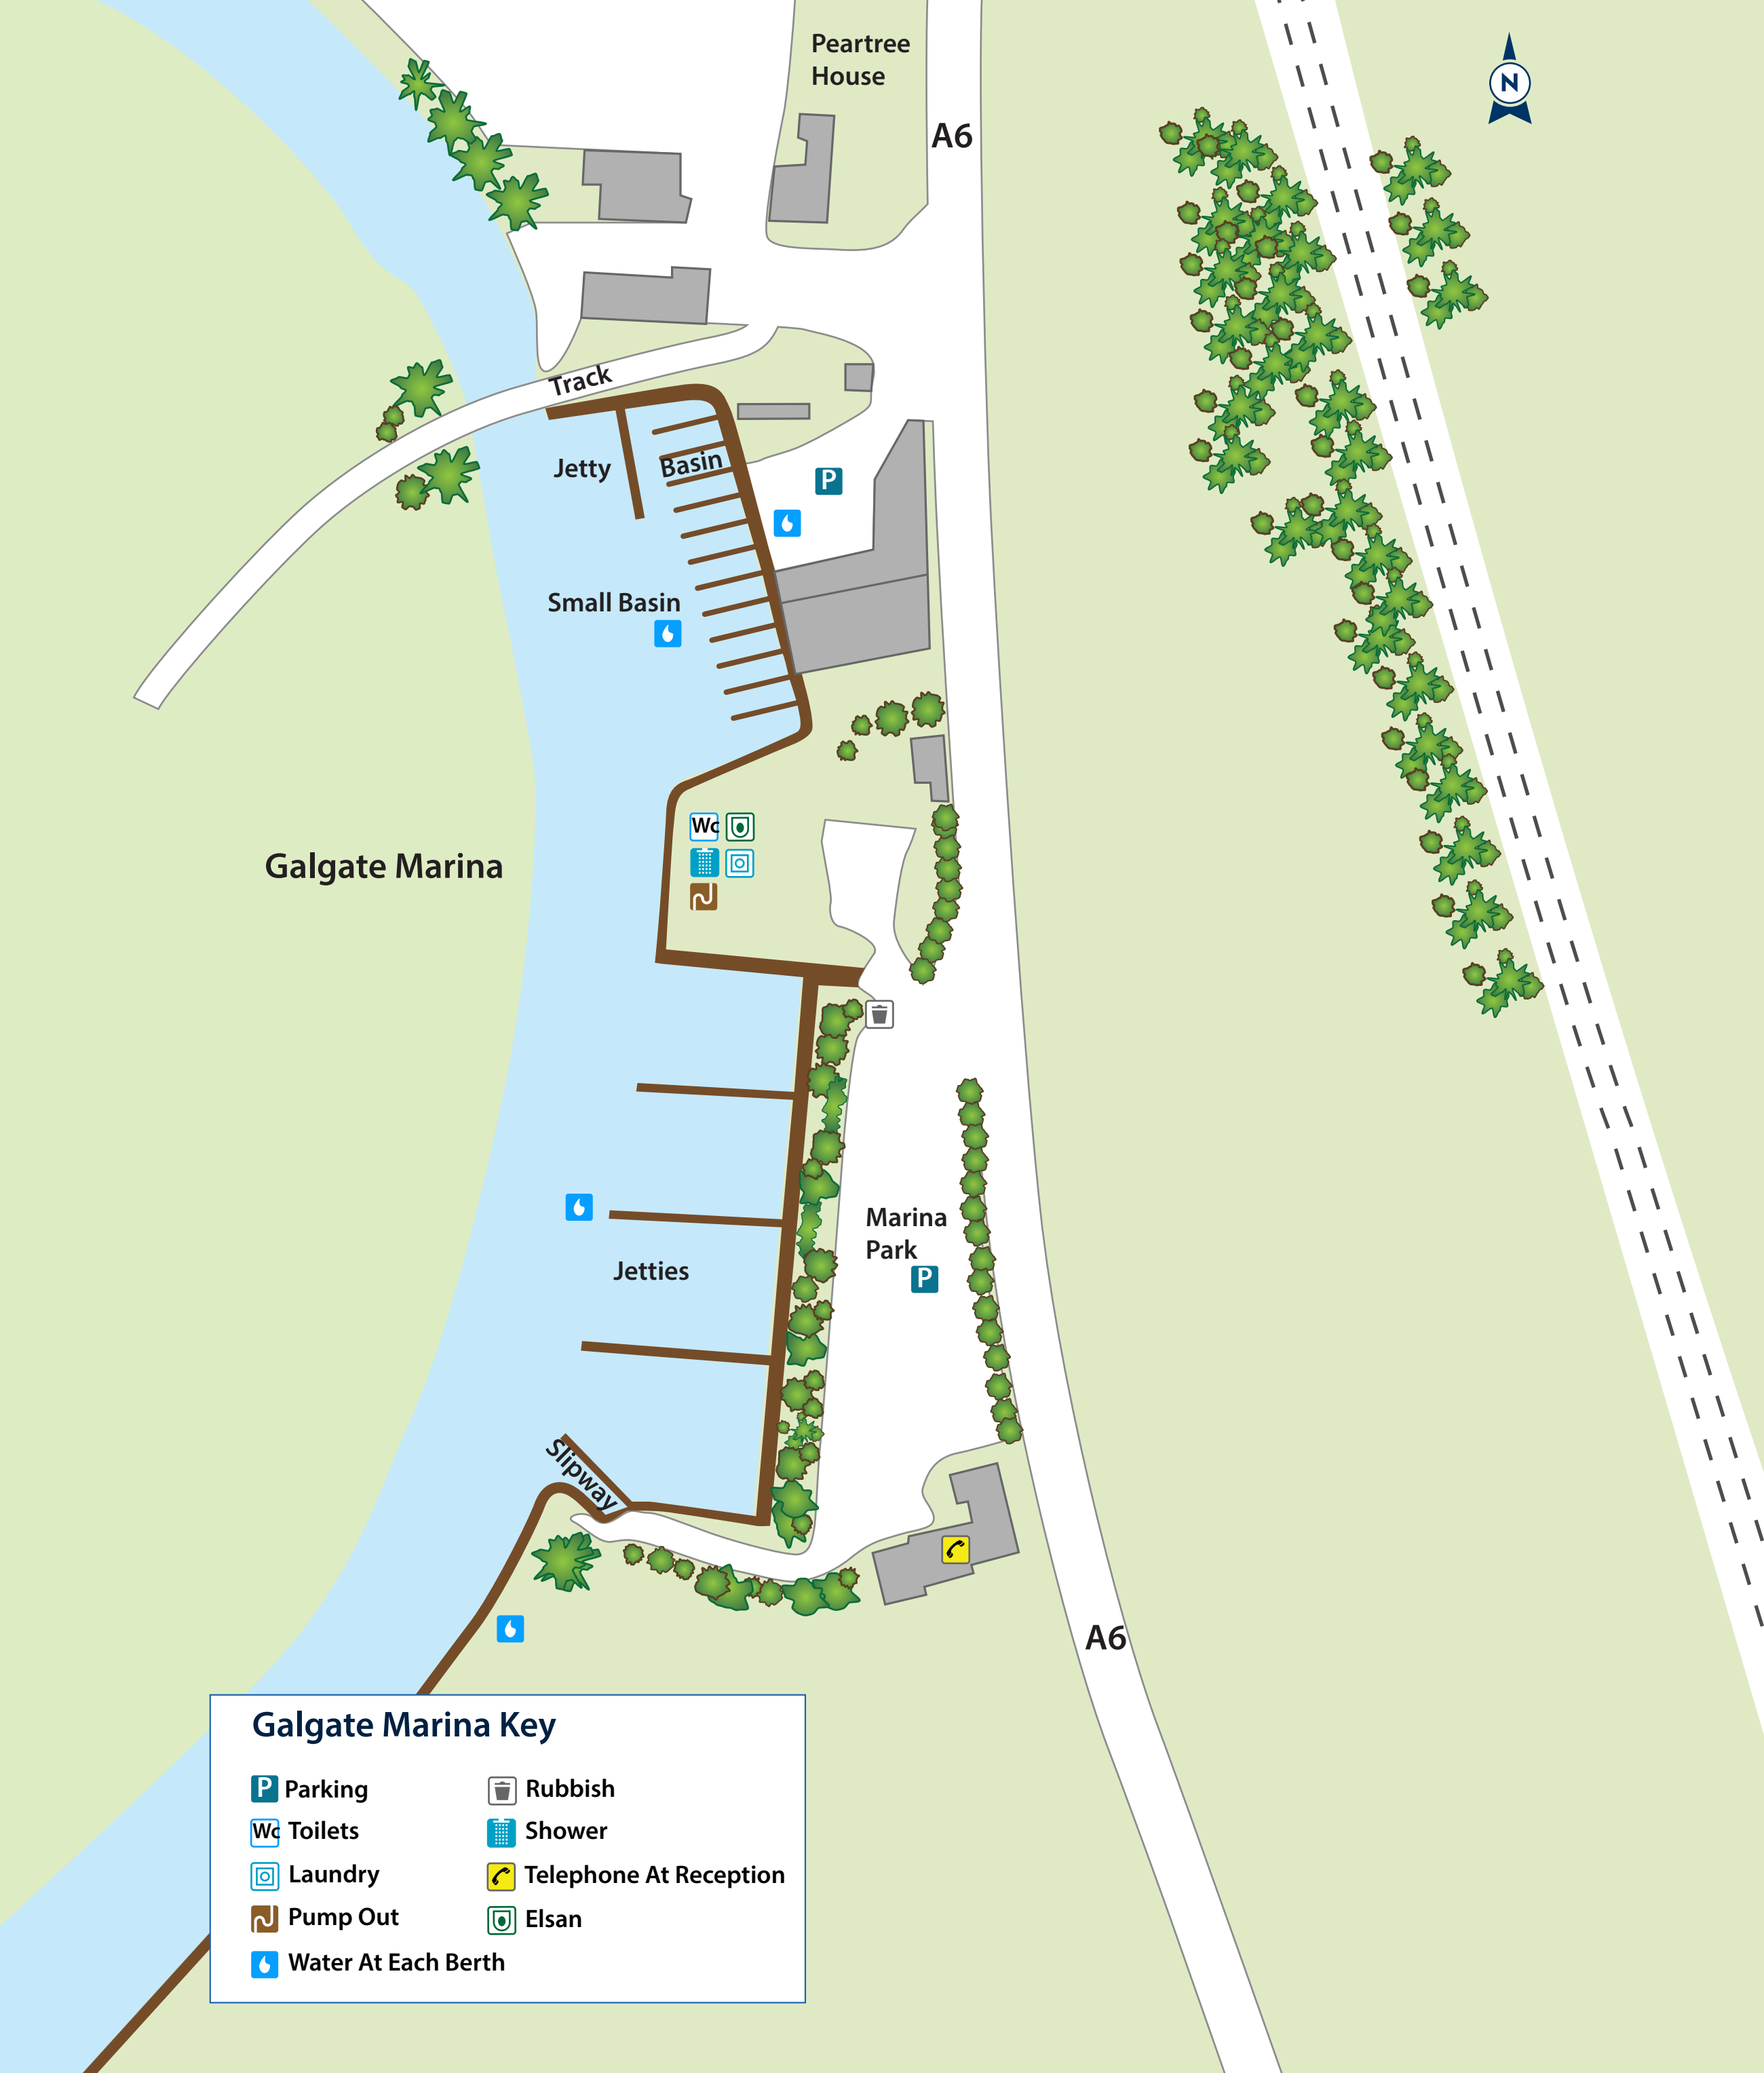 Peartree
House
N
A6
Track
Jetty
Basin
P
Small Basin
Wc
Galgate Marina
Marina
Park
P
Jetties
Slipway
A6
Galgate Marina Key
P Parking
Rubbish
Wc Toilets
Shower
Laundry
Telephone At Reception
Pump Out
Elsan
Water At Each Berth